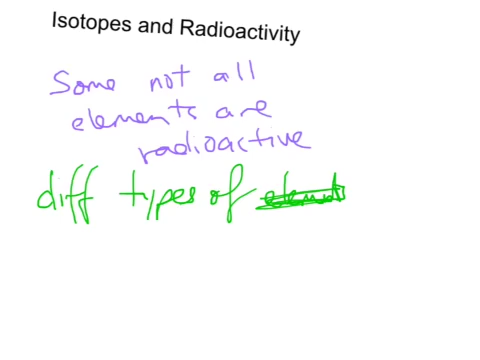 Isotopes and Radioactivity
Some not all
elements are
radioactive
diff types of